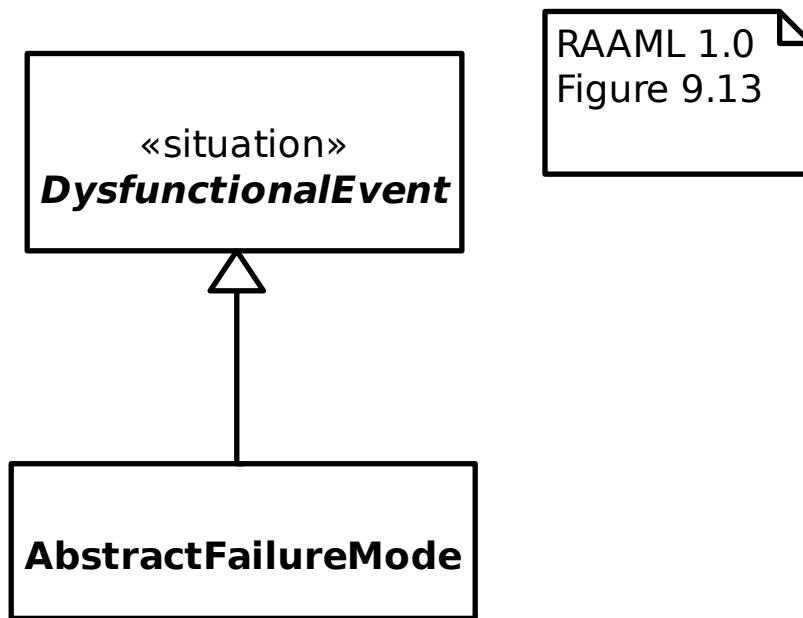 «situation»
DysfunctionalEvent
RAAML 1.0
Figure 9.13
AbstractFailureMode